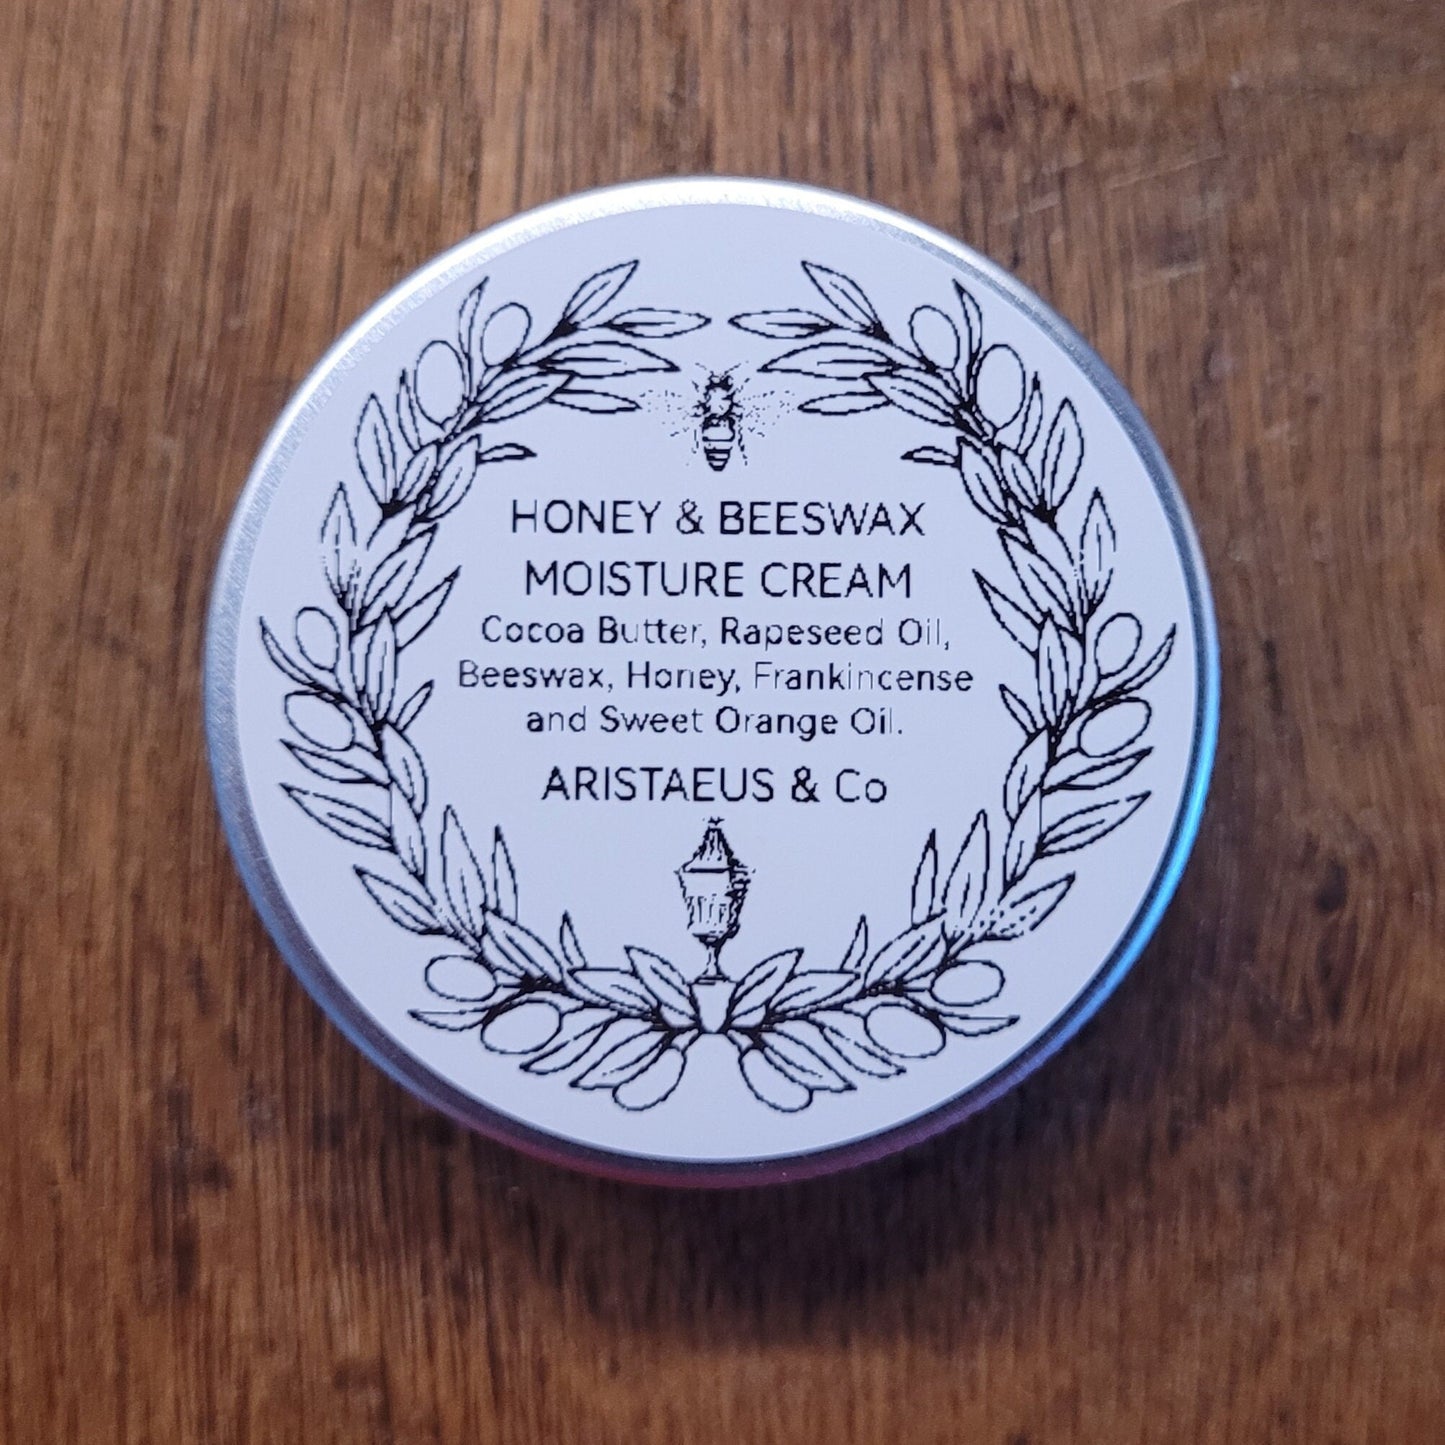 HONEY & BEESWAX
MOISTURE CREAM
Cocoa Butter, Rapeseed Oil,
Beeswax, Honey, Frankincense
and Sweet Orange Oil.
ARISTAEUS & Co